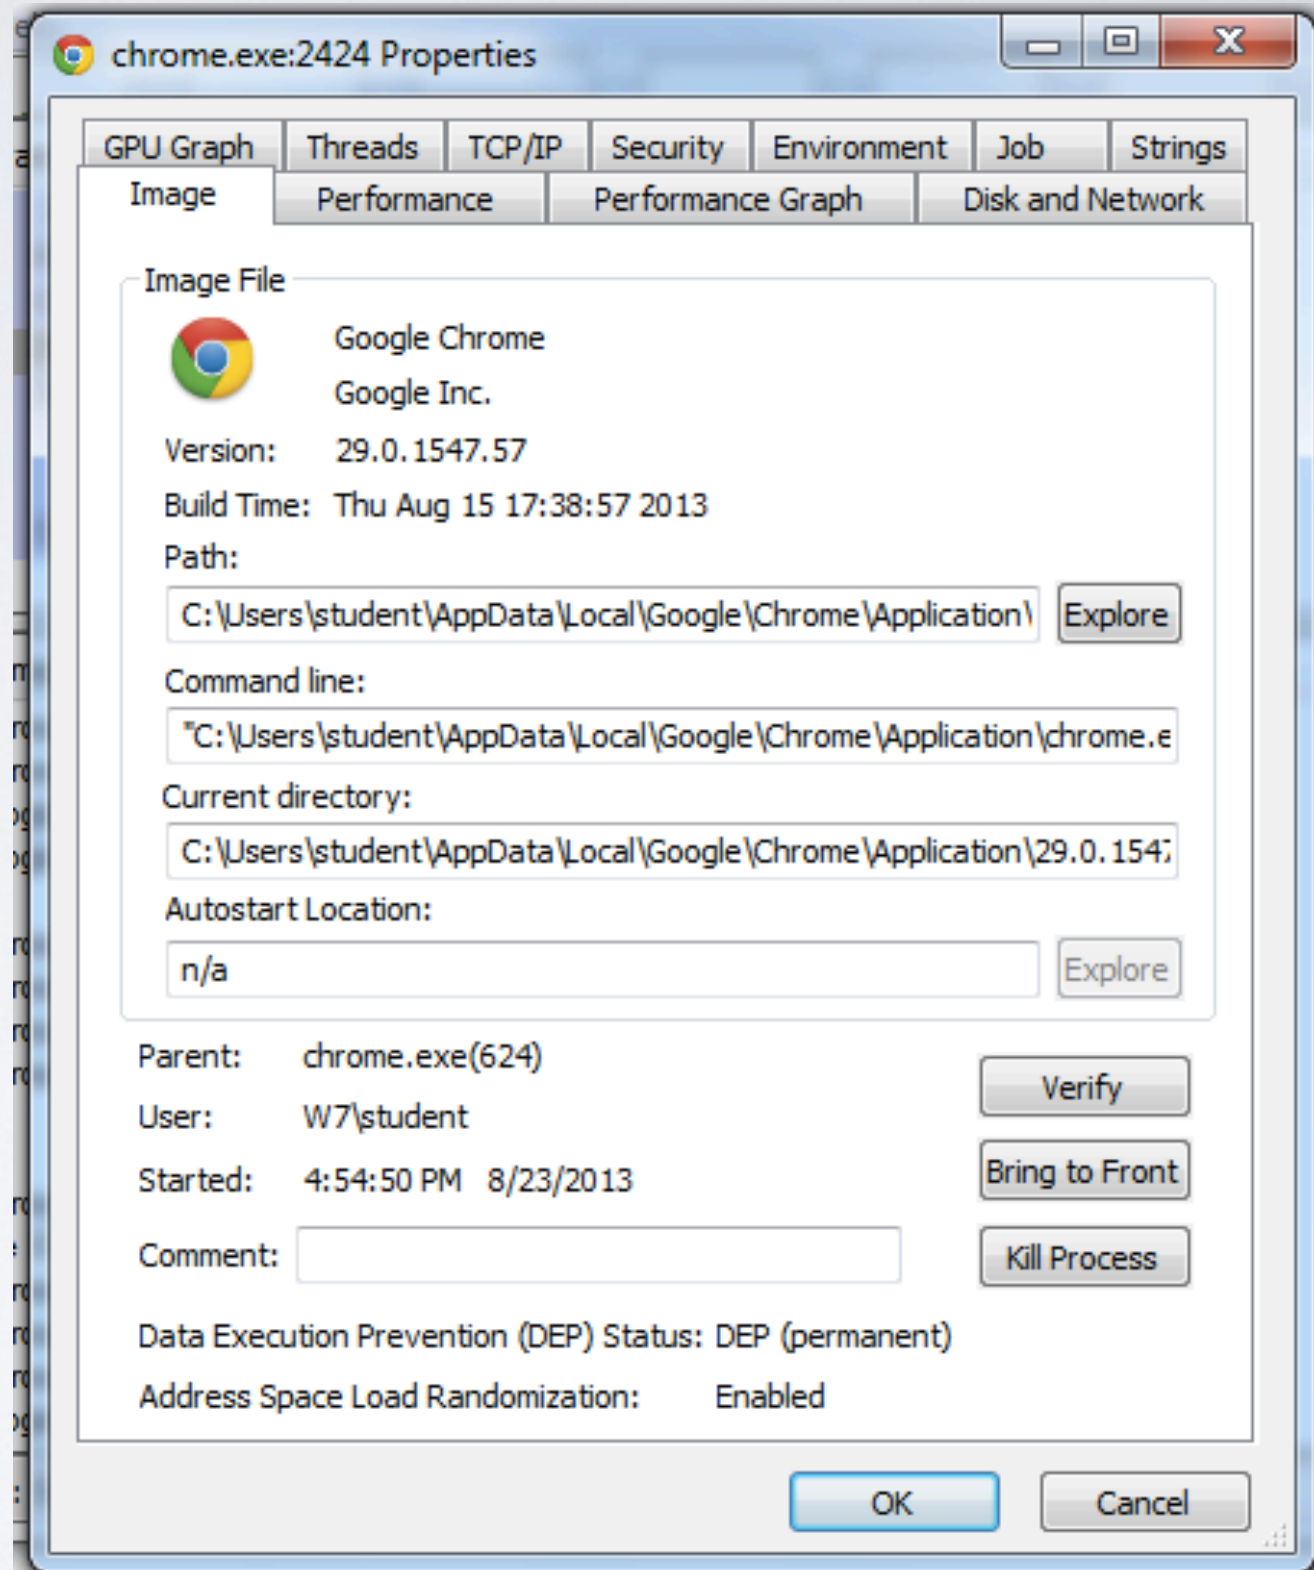 chrome.exe:2424 Properties
GPU Graph Threads TCP/IP Security Environment Job Strings
Image Performance Performance Graph Disk and Network
Image File
Google Chrome
Google Inc.
Version: 29.0.1547.57
Build Time: Thu Aug 15 17:38:57 2013
Path:
C:\Users\student\AppData\Local\Google\Chrome\Application\ Explore
Command line:
"C:\Users\student\AppData\Local\Google\Chrome\Application\chrome.e
Current directory:
C:\Users\student\AppData\Local\Google\Chrome\Application\29.0.1547
Autostart Location:
n/a Explore
Parent: chrome.exe(624)
Verify
User: W7\student
Bring to Front
Started: 4:54:50 PM 8/23/2013
Comment:
Kill Process
Data Execution Prevention (DEP) Status: DEP (permanent)
Address Space Load Randomization: Enabled
OK Cancel